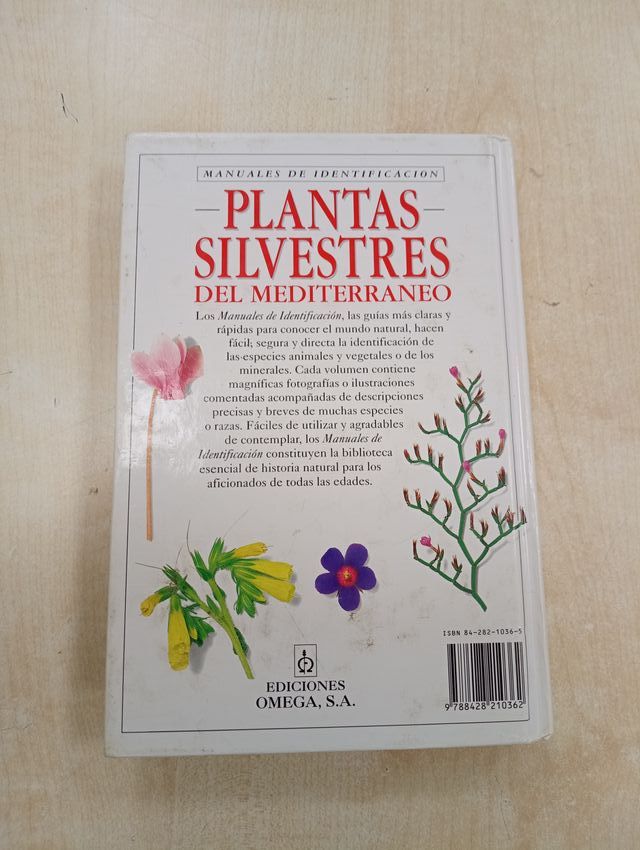 MANUALES DE IDENTIFICACION
PLANTAS
SILVESTRES
DEL MEDITERRANEO
Los Manuales de Identificación, las guías más claras y
rápidas para conocer el mundo natural, hacen
fácil; segura y directa la identificación de
las especies animales y vegetales o de los
minerales. Cada volumen contiene
magníficas fotografías o ilustraciones
comentadas acompañadas de descripciones
precisas y breves de muchas especies
o razas. Fáciles de utilizar y agradables
de contemplar, los Manuales de
Identificación constituyen la biblioteca
esencial de historia natural para los
aficionados de todas las edades.
ISBN 84-282-1036-5
9 788428 210362
EDICIONES
OMEGA, S.A.